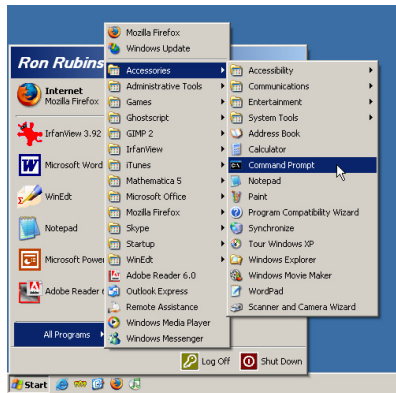 Ron Rubins
Internet
Mozilla Firefox
IrfanView 3.92
Microsoft Word
WinEdt
Notepad
Microsoft Power
Adobe Reader
All Programs
Mozilla Firefox
Windows Update
Accessories
Administrative Tools
Games
Ghostscript
GIMP 2
IrfanView
iTunes
Mathematica 5
Microsoft Office
Mozilla Firefox
Skype
Startup
WinEdt
Adobe Reader 6.0
Outlook Express
Remote Assistance
Windows Media Player
Windows Messenger
Accessibility
Communications
Entertainment
System Tools
Address Book
Calculator
Command Prompt
Notepad
Paint
Program Compatibility Wizard
Synchronize
Tour Windows XP
Windows Explorer
Windows Movie Maker
WordPad
Scanner and Camera Wizard
Log Off
Shut Down
Start